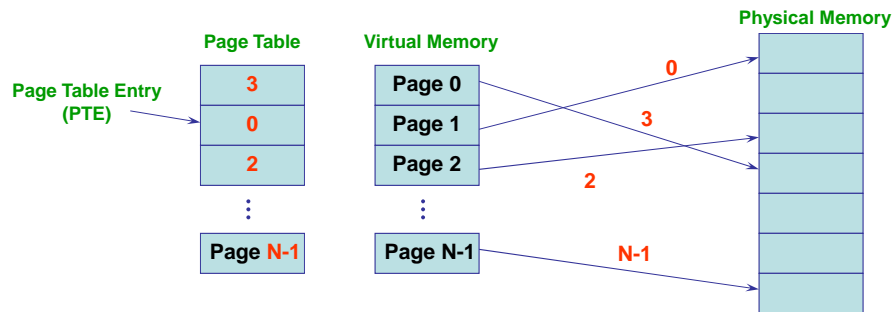 Physical Memory
Page Table
Virtual Memory
Page Table Entry
(PTE)
3
0
2
⋮
Page N-1
Page 0
Page 1
Page 2
⋮
Page N-1
0
3
2
N-1